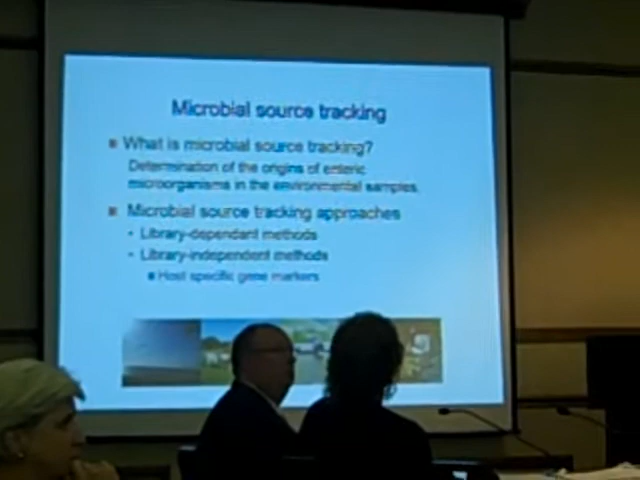 Microbial source tracking
What is microbial source tracking?
Determination of the origins of enteric
microorganisms in the environmental samples.
Microbial source tracking approaches
Library-dependant methods
Library-independent methods
Host specific gene markers